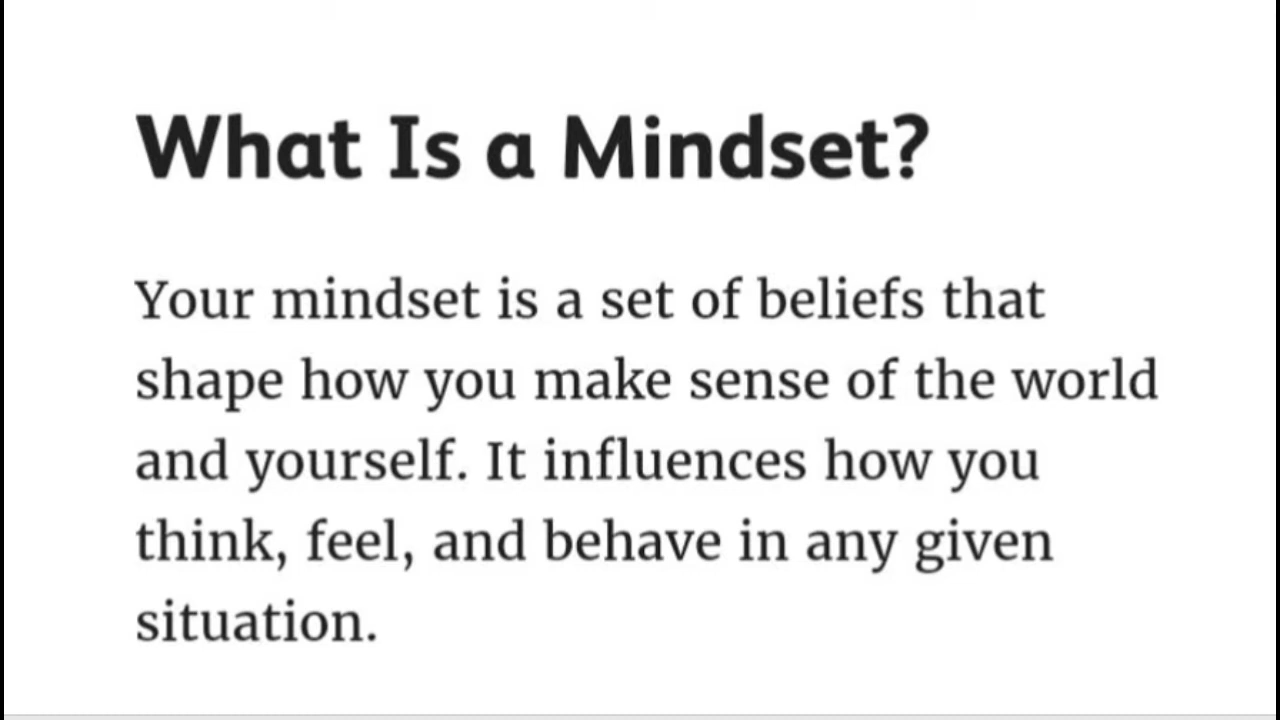 What Is a Mindset?
Your mindset is a set of beliefs that
shape how you make sense of the world
and yourself. It influences how you
think, feel, and behave in any given
situation.